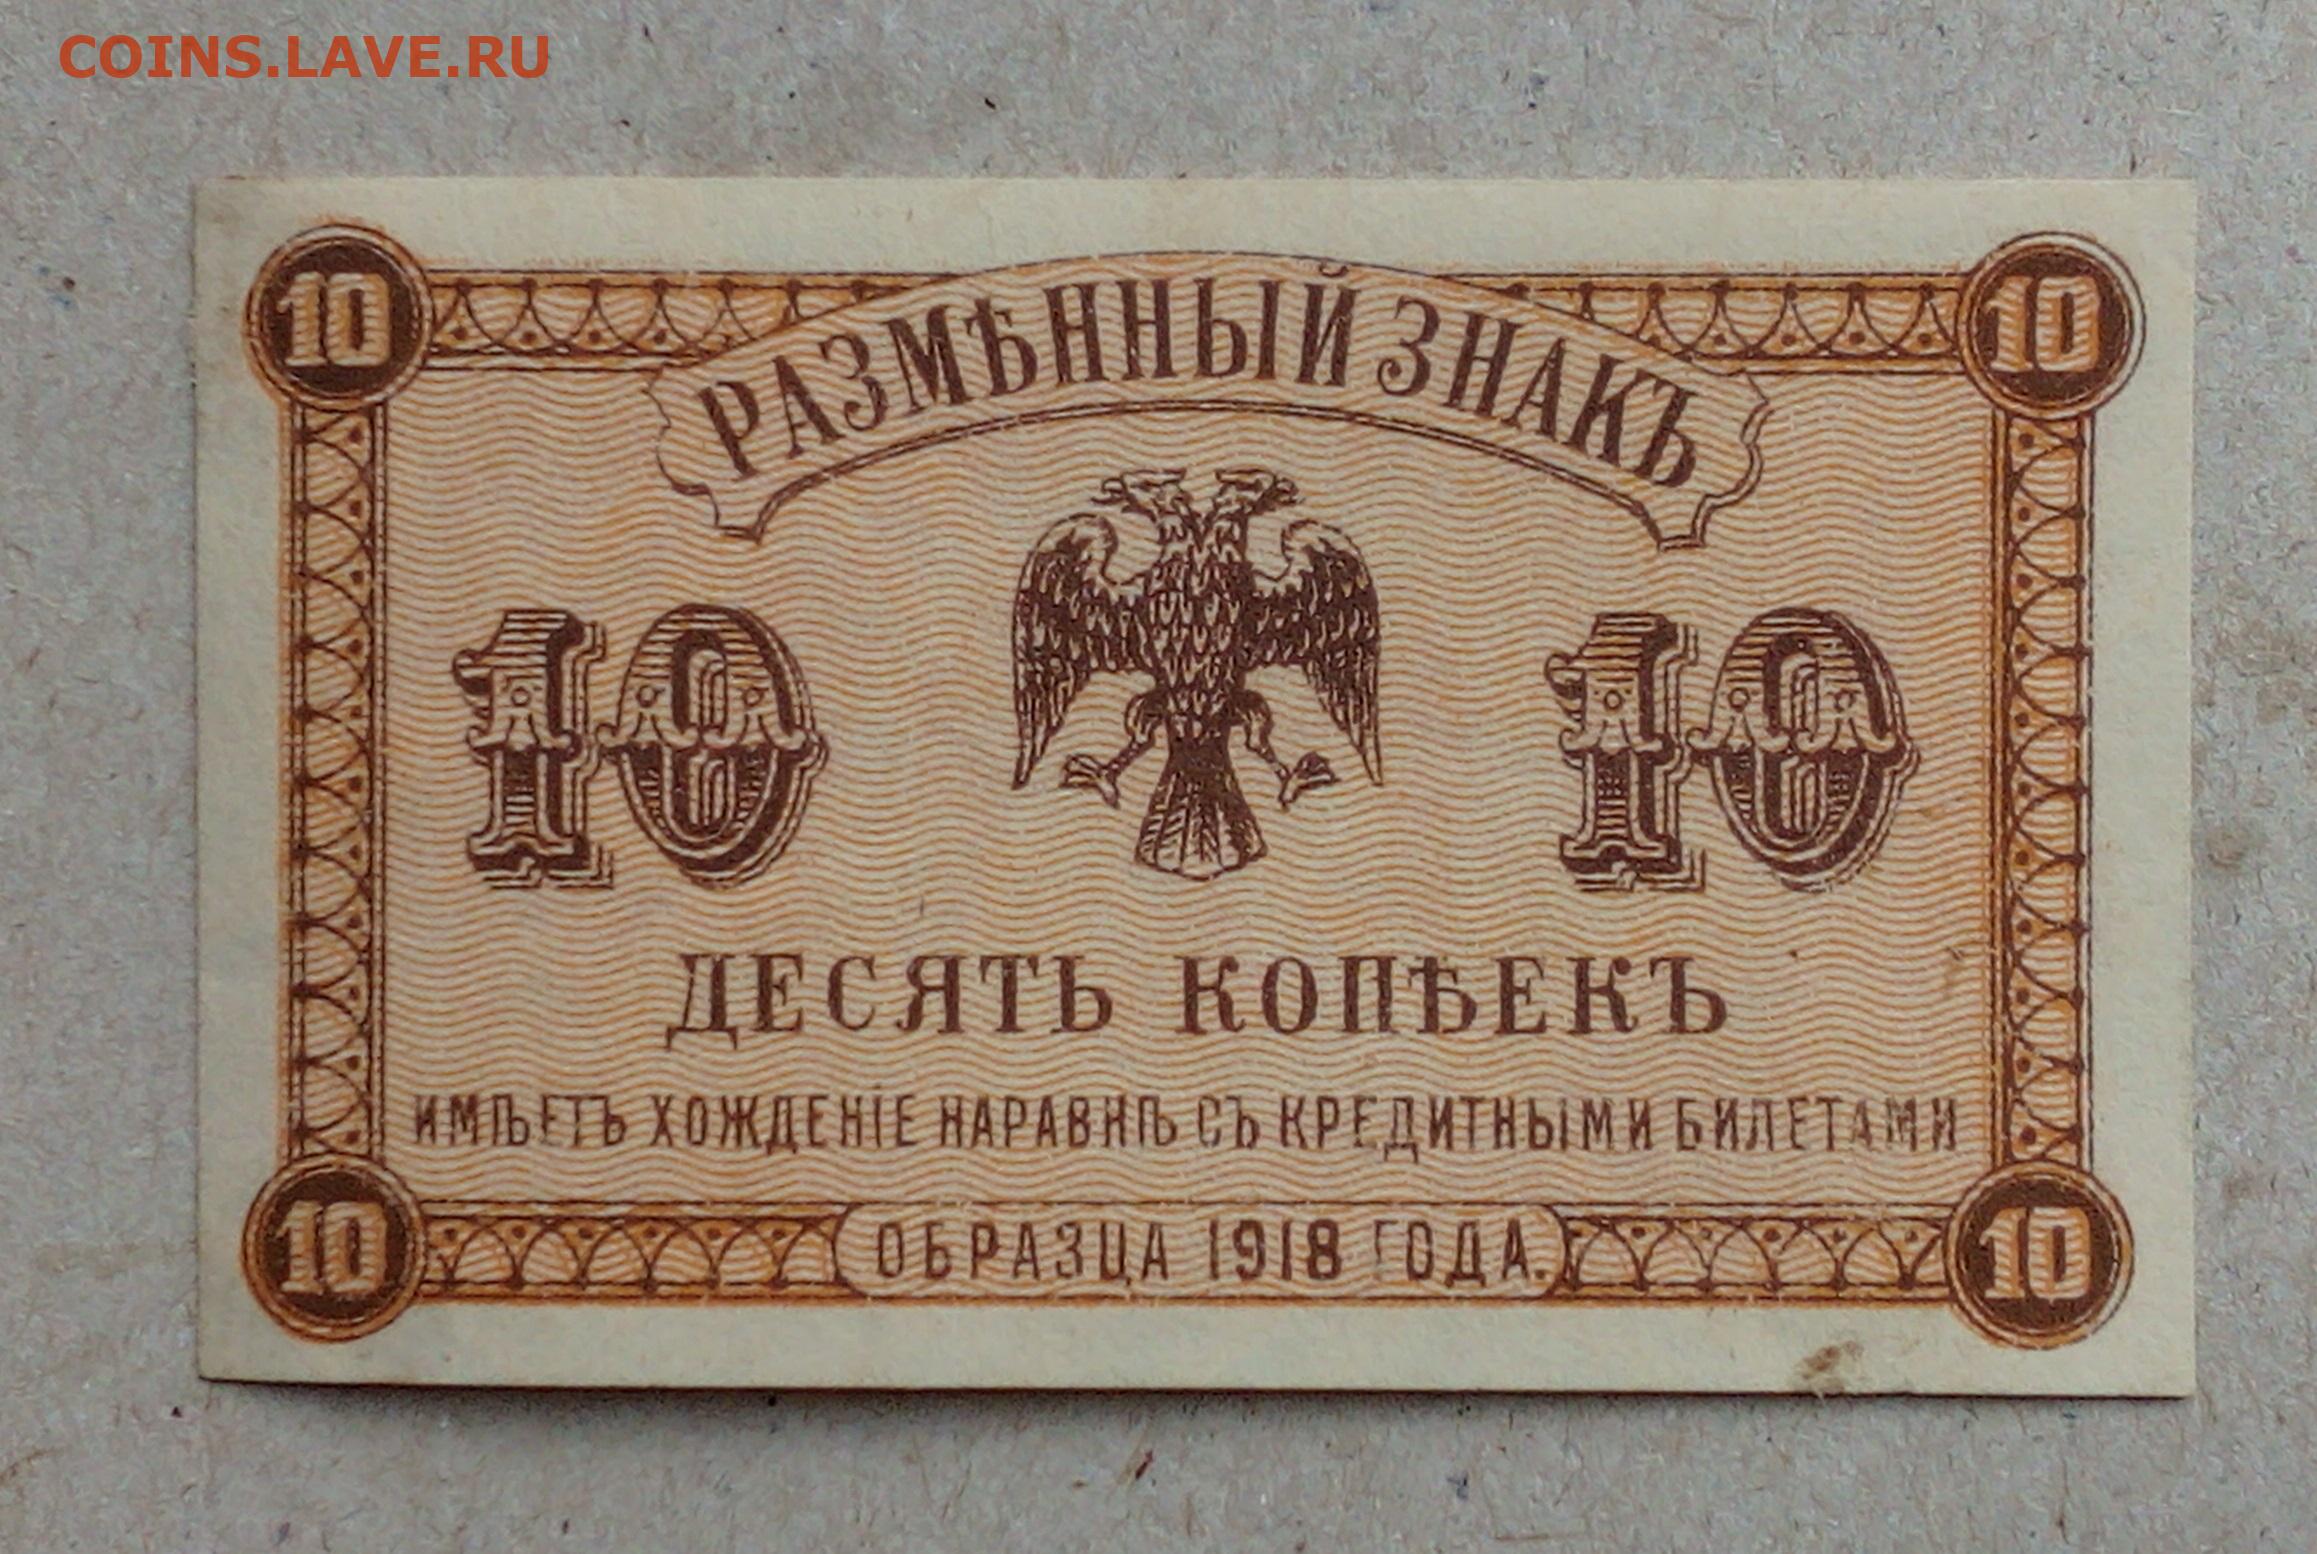 COINS.LAVE.RU
10 10
РАЗМѢННЫЙ ЗНАКЪ
10 10
ДЕСЯТЬ КОПѢЕКЪ
ИМѢЕТЪ ХОЖДЕНІЕ НАРАВНѢ СЪ КРЕДИТНЫМИ БИЛЕТАМИ
10 ОБРАЗЦА 1918 ГОДА. 10